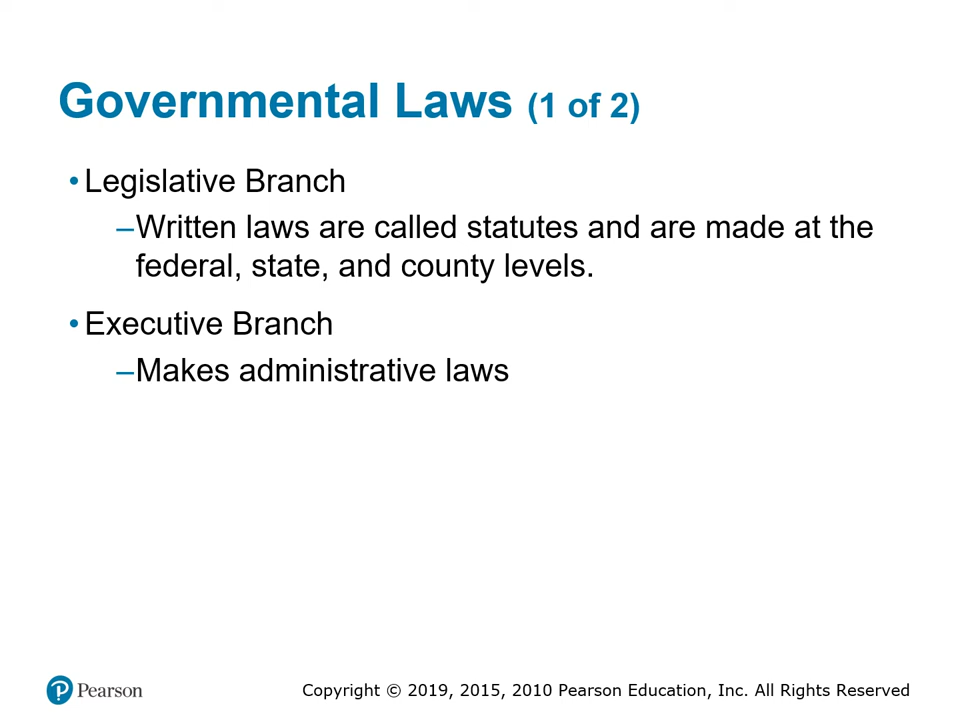 Governmental Laws (1 of 2)
• Legislative Branch
–Written laws are called statutes and are made at the
federal, state, and county levels.
• Executive Branch
–Makes administrative laws
Pearson
Copyright © 2019, 2015, 2010 Pearson Education, Inc. All Rights Reserved